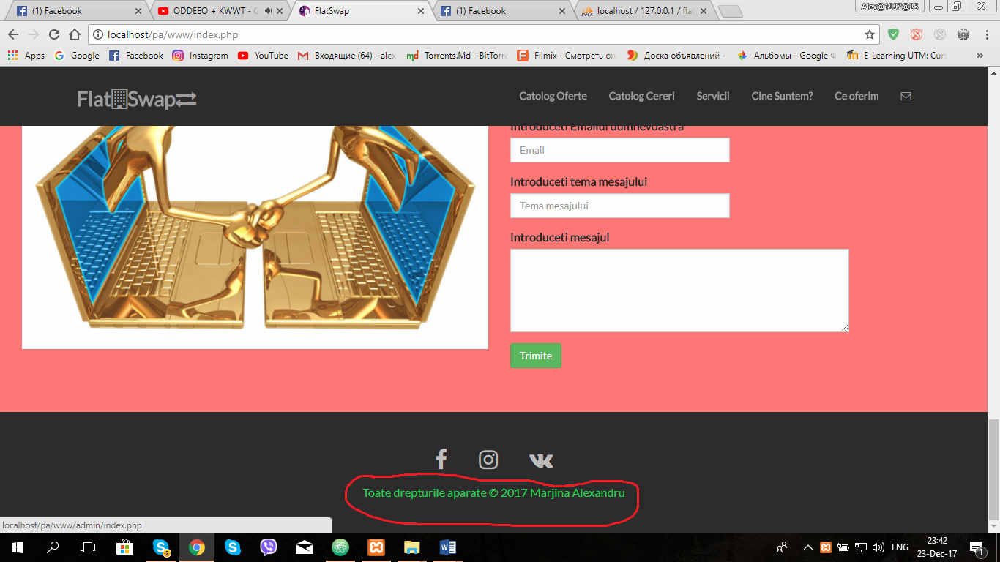 (1) Facebook
ODDEEO + KWWT - C
FlatSwap
(1) Facebook
localhost / 127.0.0.1 / fla
Alex@1997@25
localhost/pa/www/index.php
Apps
Google
Facebook
Instagram
YouTube
Входящие (64) - alex
Torrents.Md - BitTorre
Filmix - Смотреть он
Доска объявлений -
Альбомы - Google Ф
E-Learning UTM: Curs
»
FlatSwap
Catolog Oferte
Catolog Cereri
Servicii
Cine Suntem?
Ce oferim
Introduceti Emailul dumnevoastra
Email
Introduceti tema mesajului
Tema mesajului
Introduceti mesajul
Trimite
Toate drepturile aparate © 2017 Marjina Alexandru
localhost/pa/www/admin/index.php
2
ENG
23:42
23-Dec-17
1